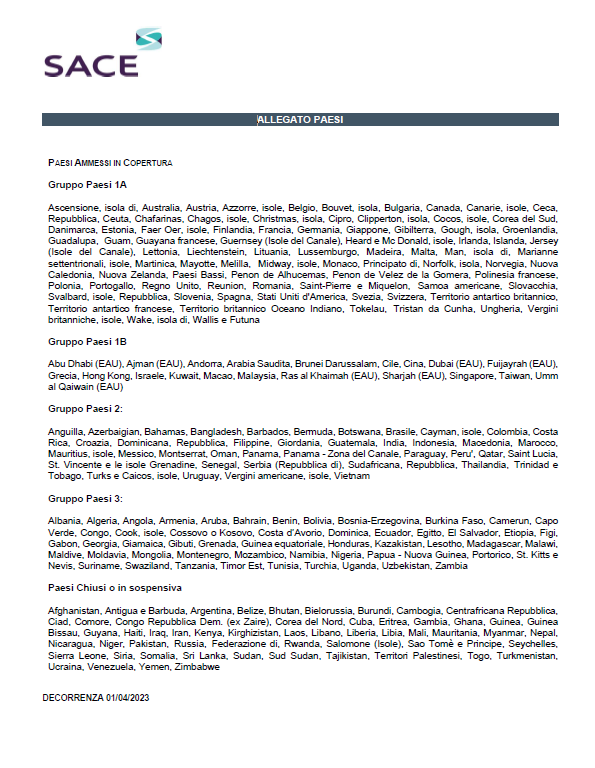 SACE
ALLEGATO PAESI
PAESI AMMESSI IN COPERTURA
Gruppo Paesi 1A
Ascensione, isola di, Australia, Austria, Azzorre, isole, Belgio, Bouvet, isola, Bulgaria, Canada, Canarie, isole, Ceca,
Repubblica, Ceuta, Chafarinas, Chagos, isole, Christmas, isola, Cipro, Clipperton, isola, Cocos, isole, Corea del Sud,
Danimarca, Estonia, Faer Oer, isole, Finlandia, Francia, Germania, Giappone, Gibilterra, Gough, isola, Groenlandia,
Guadalupa, Guam, Guayana francese, Guernsey (Isole del Canale), Heard e Mc Donald, isole, Irlanda, Islanda, Jersey
(Isole del Canale), Lettonia, Liechtenstein, Lituania, Lussemburgo, Madeira, Malta, Man, isola di, Marianne
settentrionali, isole, Martinica, Mayotte, Melilla, Midway, isole, Monaco, Principato di, Norfolk, isola, Norvegia, Nuova
Caledonia, Nuova Zelanda, Paesi Bassi, Penon de Alhucemas, Penon de Velez de la Gomera, Polinesia francese,
Polonia, Portogallo, Regno Unito, Reunion, Romania, Saint-Pierre e Miquelon, Samoa americane, Slovacchia,
Svalbard, isole, Repubblica, Slovenia, Spagna, Stati Uniti d'America, Svezia, Svizzera, Territorio antartico britannico,
Territorio antartico francese, Territorio britannico Oceano Indiano, Tokelau, Tristan da Cunha, Ungheria, Vergini
britanniche, isole, Wake, isola di, Wallis e Futuna
Gruppo Paesi 1B
Abu Dhabi (EAU), Ajman (EAU), Andorra, Arabia Saudita, Brunei Darussalam, Cile, Cina, Dubai (EAU), Fuijayrah (EAU),
Grecia, Hong Kong, Israele, Kuwait, Macao, Malaysia, Ras al Khaimah (EAU), Sharjah (EAU), Singapore, Taiwan, Umm
al Qaiwain (EAU)
Gruppo Paesi 2:
Anguilla, Azerbaigian, Bahamas, Bangladesh, Barbados, Bermuda, Botswana, Brasile, Cayman, isole, Colombia, Costa
Rica, Croazia, Dominicana, Repubblica, Filippine, Giordania, Guatemala, India, Indonesia, Macedonia, Marocco,
Mauritius, isole, Messico, Montserrat, Oman, Panama, Panama - Zona del Canale, Paraguay, Peru', Qatar, Saint Lucia,
St. Vincente e le isole Grenadine, Senegal, Serbia (Repubblica di), Sudafricana, Repubblica, Thailandia, Trinidad e
Tobago, Turks e Caicos, isole, Uruguay, Vergini americane, isole, Vietnam
Gruppo Paesi 3:
Albania, Algeria, Angola, Armenia, Aruba, Bahrain, Benin, Bolivia, Bosnia-Erzegovina, Burkina Faso, Camerun, Capo
Verde, Congo, Cook, isole, Cossovo o Kosovo, Costa d'Avorio, Dominica, Ecuador, Egitto, El Salvador, Etiopia, Figi,
Gabon, Georgia, Giamaica, Gibuti, Grenada, Guinea equatoriale, Honduras, Kazakistan, Lesotho, Madagascar, Malawi,
Maldive, Moldavia, Mongolia, Montenegro, Mozambico, Namibia, Nigeria, Papua - Nuova Guinea, Portorico, St. Kitts e
Nevis, Suriname, Swaziland, Tanzania, Timor Est, Tunisia, Turchia, Uganda, Uzbekistan, Zambia
Paesi Chiusi o in sospensiva
Afghanistan, Antigua e Barbuda, Argentina, Belize, Bhutan, Bielorussia, Burundi, Cambogia, Centrafricana Repubblica,
Ciad, Comore, Congo Repubblica Dem. (ex Zaire), Corea del Nord, Cuba, Eritrea, Gambia, Ghana, Guinea, Guinea
Bissau, Guyana, Haiti, Iraq, Iran, Kenya, Kirghizistan, Laos, Libano, Liberia, Libia, Mali, Mauritania, Myanmar, Nepal,
Nicaragua, Niger, Pakistan, Russia, Federazione di, Rwanda, Salomone (Isole), Sao Tomè e Principe, Seychelles,
Sierra Leone, Siria, Somalia, Sri Lanka, Sudan, Sud Sudan, Tajikistan, Territori Palestinesi, Togo, Turkmenistan,
Ucraina, Venezuela, Yemen, Zimbabwe
DECORRENZA 01/04/2023